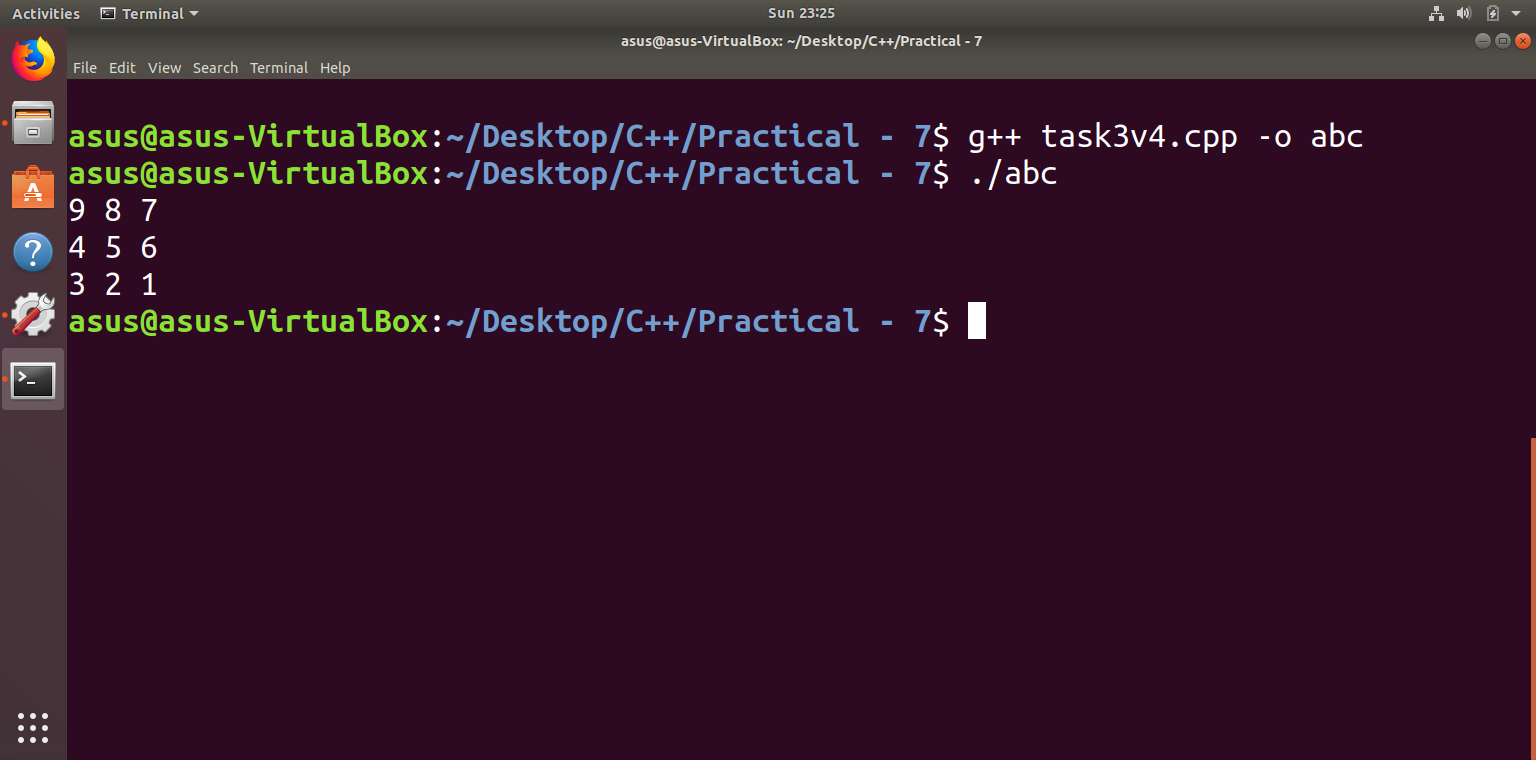 Activities Terminal Sun 23:25
asus@asus-VirtualBox: ~/Desktop/C++/Practical - 7
File Edit View Search Terminal Help
asus@asus-VirtualBox:~/Desktop/C++/Practical - 7$ g++ task3v4.cpp -o abc
asus@asus-VirtualBox:~/Desktop/C++/Practical - 7$ ./abc
9 8 7
4 5 6
3 2 1
asus@asus-VirtualBox:~/Desktop/C++/Practical - 7$